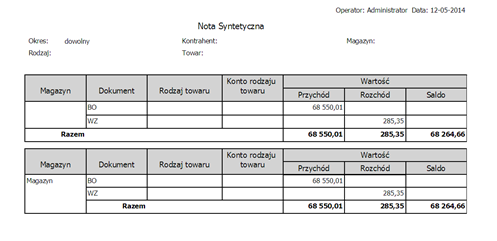 Operator: Administrator Data: 12-05-2014
Nota Syntetyczna
Okres: dowolny Kontrahent: Magazyn:
Rodzaj: Towar:
Magazyn Dokument Rodzaj towaru Konto rodzaju towaru Wartość
Przychód Rozchód Saldo
BO 68 550,01
WZ 285,35
Razem 68 550,01 285,35 68 264,66
Magazyn Dokument Rodzaj towaru Konto rodzaju towaru Wartość
Przychód Rozchód Saldo
Magazyn BO 68 550,01
WZ 285,35
Razem 68 550,01 285,35 68 264,66